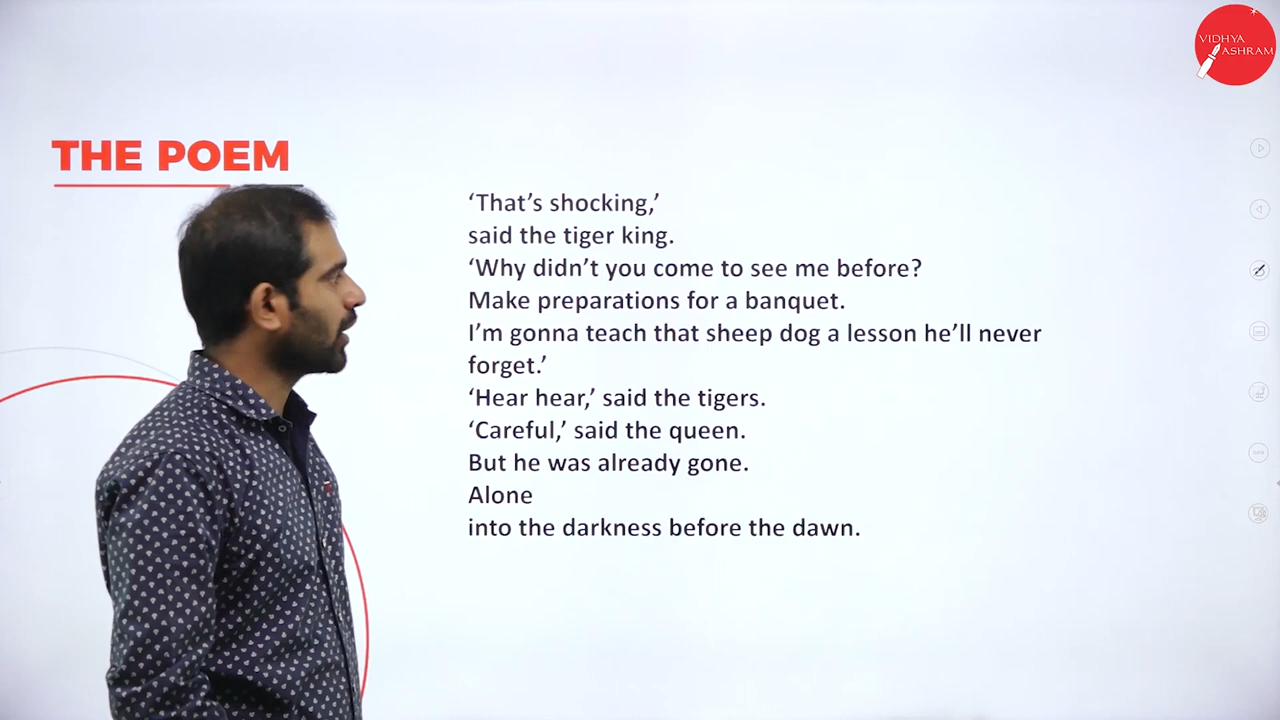 VIDHYA
ASHRAM
THE POEM
‘That’s shocking,’
said the tiger king.
‘Why didn’t you come to see me before?
Make preparations for a banquet.
I’m gonna teach that sheep dog a lesson he’ll never
forget.’
‘Hear hear,’ said the tigers.
‘Careful,’ said the queen.
But he was already gone.
Alone
into the darkness before the dawn.